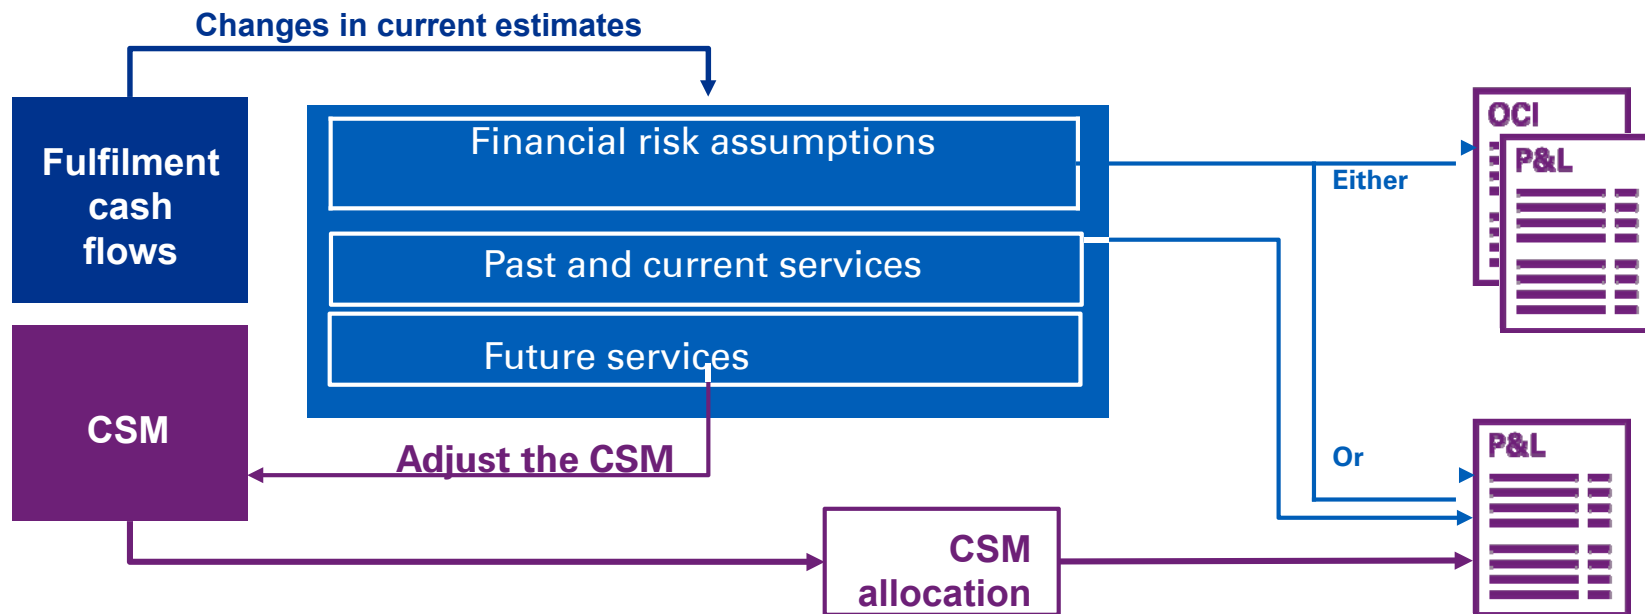 Changes in current estimates
Fulfilment
cash
flows
Financial risk assumptions
Past and current services
Future services
OCI
P&L
Either
CSM
Adjust the CSM
Or
P&L
CSM
allocation